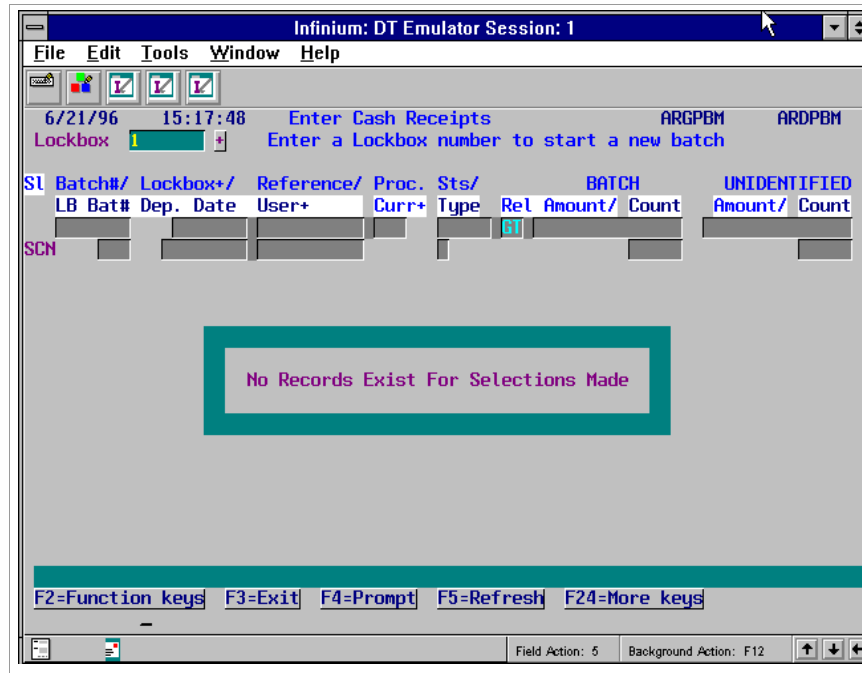 Infinium: DT Emulator Session: 1
File Edit Tools Window Help
6/21/96 15:17:48 Enter Cash Receipts ARGPBM ARDPBM
Lockbox 1 + Enter a Lockbox number to start a new batch
Sl Batch#/ Lockbox+/ Reference/ Proc. Sts/ BATCH UNIDENTIFIED
LB Bat# Dep. Date User+ Curr+ Type Rel Amount/ Count Amount/ Count
GT
SCN
No Records Exist For Selections Made
F2=Function keys F3=Exit F4=Prompt F5=Refresh F24=More keys
Field Action: 5 Background Action: F12